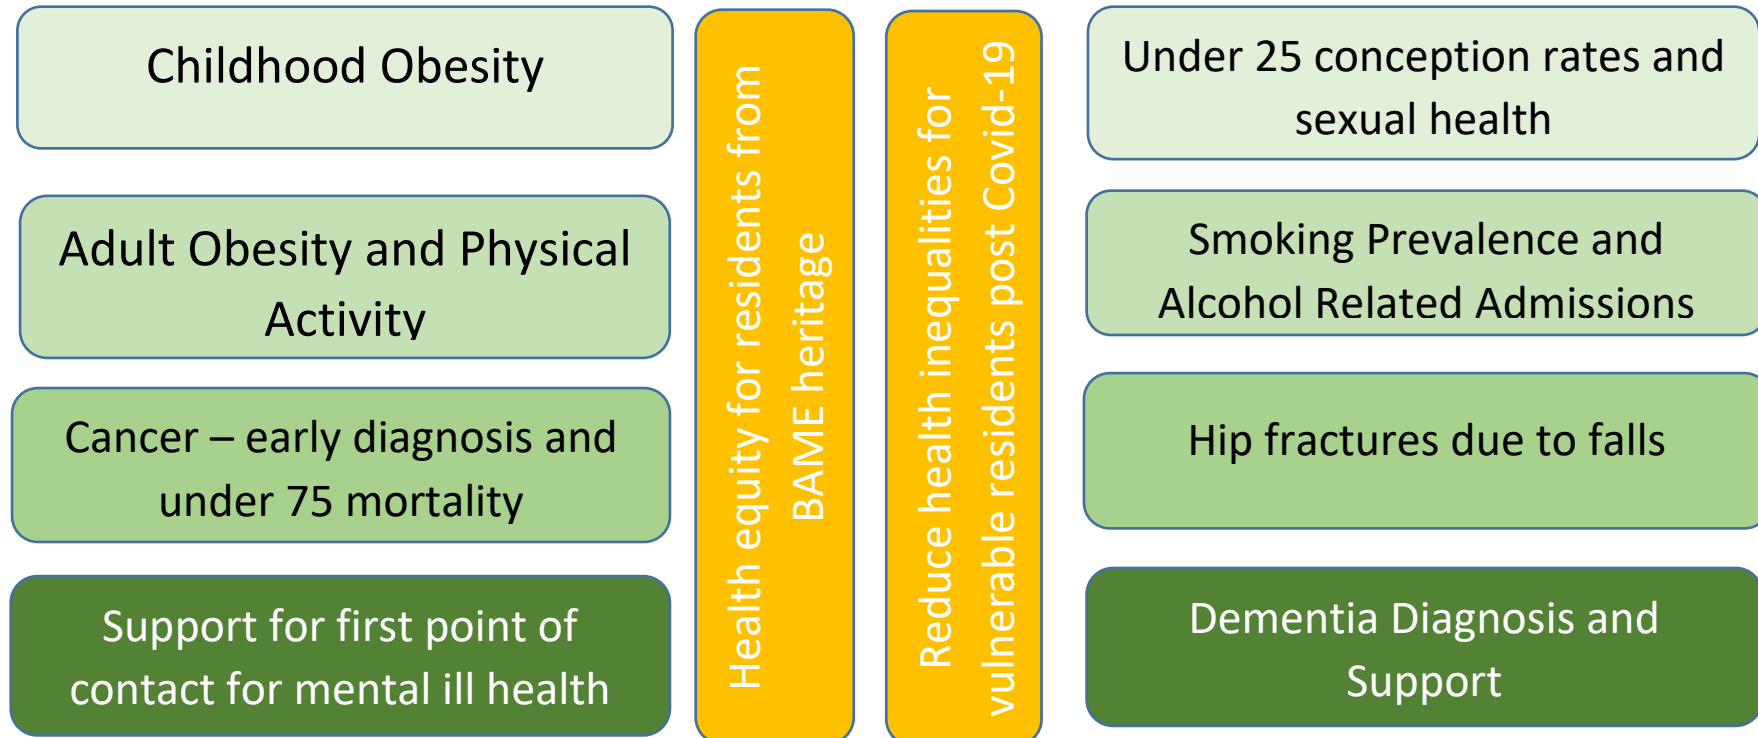 Childhood Obesity
Adult Obesity and Physical
Activity
Cancer – early diagnosis and
under 75 mortality
Support for first point of
contact for mental ill health
Health equity for residents from
BAME heritage
Reduce health inequalities for
vulnerable residents post Covid-19
Under 25 conception rates and
sexual health
Smoking Prevalence and
Alcohol Related Admissions
Hip fractures due to falls
Dementia Diagnosis and
Support